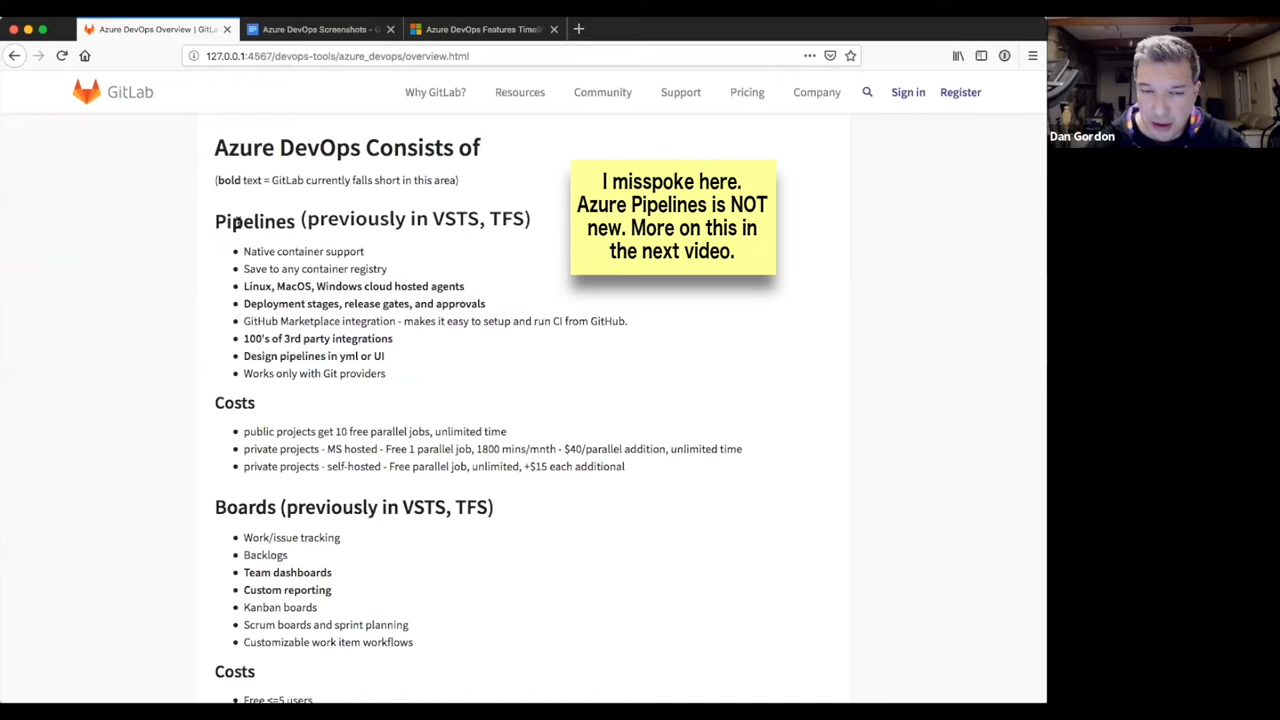 Azure DevOps Overview | GitLa
Azure DevOps Screenshots - G
Azure DevOps Features Timeli
127.0.0.1:4567/devops-tools/azure_devops/overview.html
GitLab
Why GitLab?
Resources
Community
Support
Pricing
Company
Sign in
Register
Dan Gordon
Azure DevOps Consists of
(bold text = GitLab currently falls short in this area)
I misspoke here.
Azure Pipelines is NOT
new. More on this in
the next video.
Pipelines (previously in VSTS, TFS)
• Native container support
• Save to any container registry
• Linux, MacOS, Windows cloud hosted agents
• Deployment stages, release gates, and approvals
• GitHub Marketplace integration - makes it easy to setup and run CI from GitHub.
• 100's of 3rd party integrations
• Design pipelines in yml or UI
• Works only with Git providers
Costs
• public projects get 10 free parallel jobs, unlimited time
• private projects - MS hosted - Free 1 parallel job, 1800 mins/mnth - $40/parallel addition, unlimited time
• private projects - self-hosted - Free parallel job, unlimited, +$15 each additional
Boards (previously in VSTS, TFS)
• Work/issue tracking
• Backlogs
• Team dashboards
• Custom reporting
• Kanban boards
• Scrum boards and sprint planning
• Customizable work item workflows
Costs
• Free <=5 users